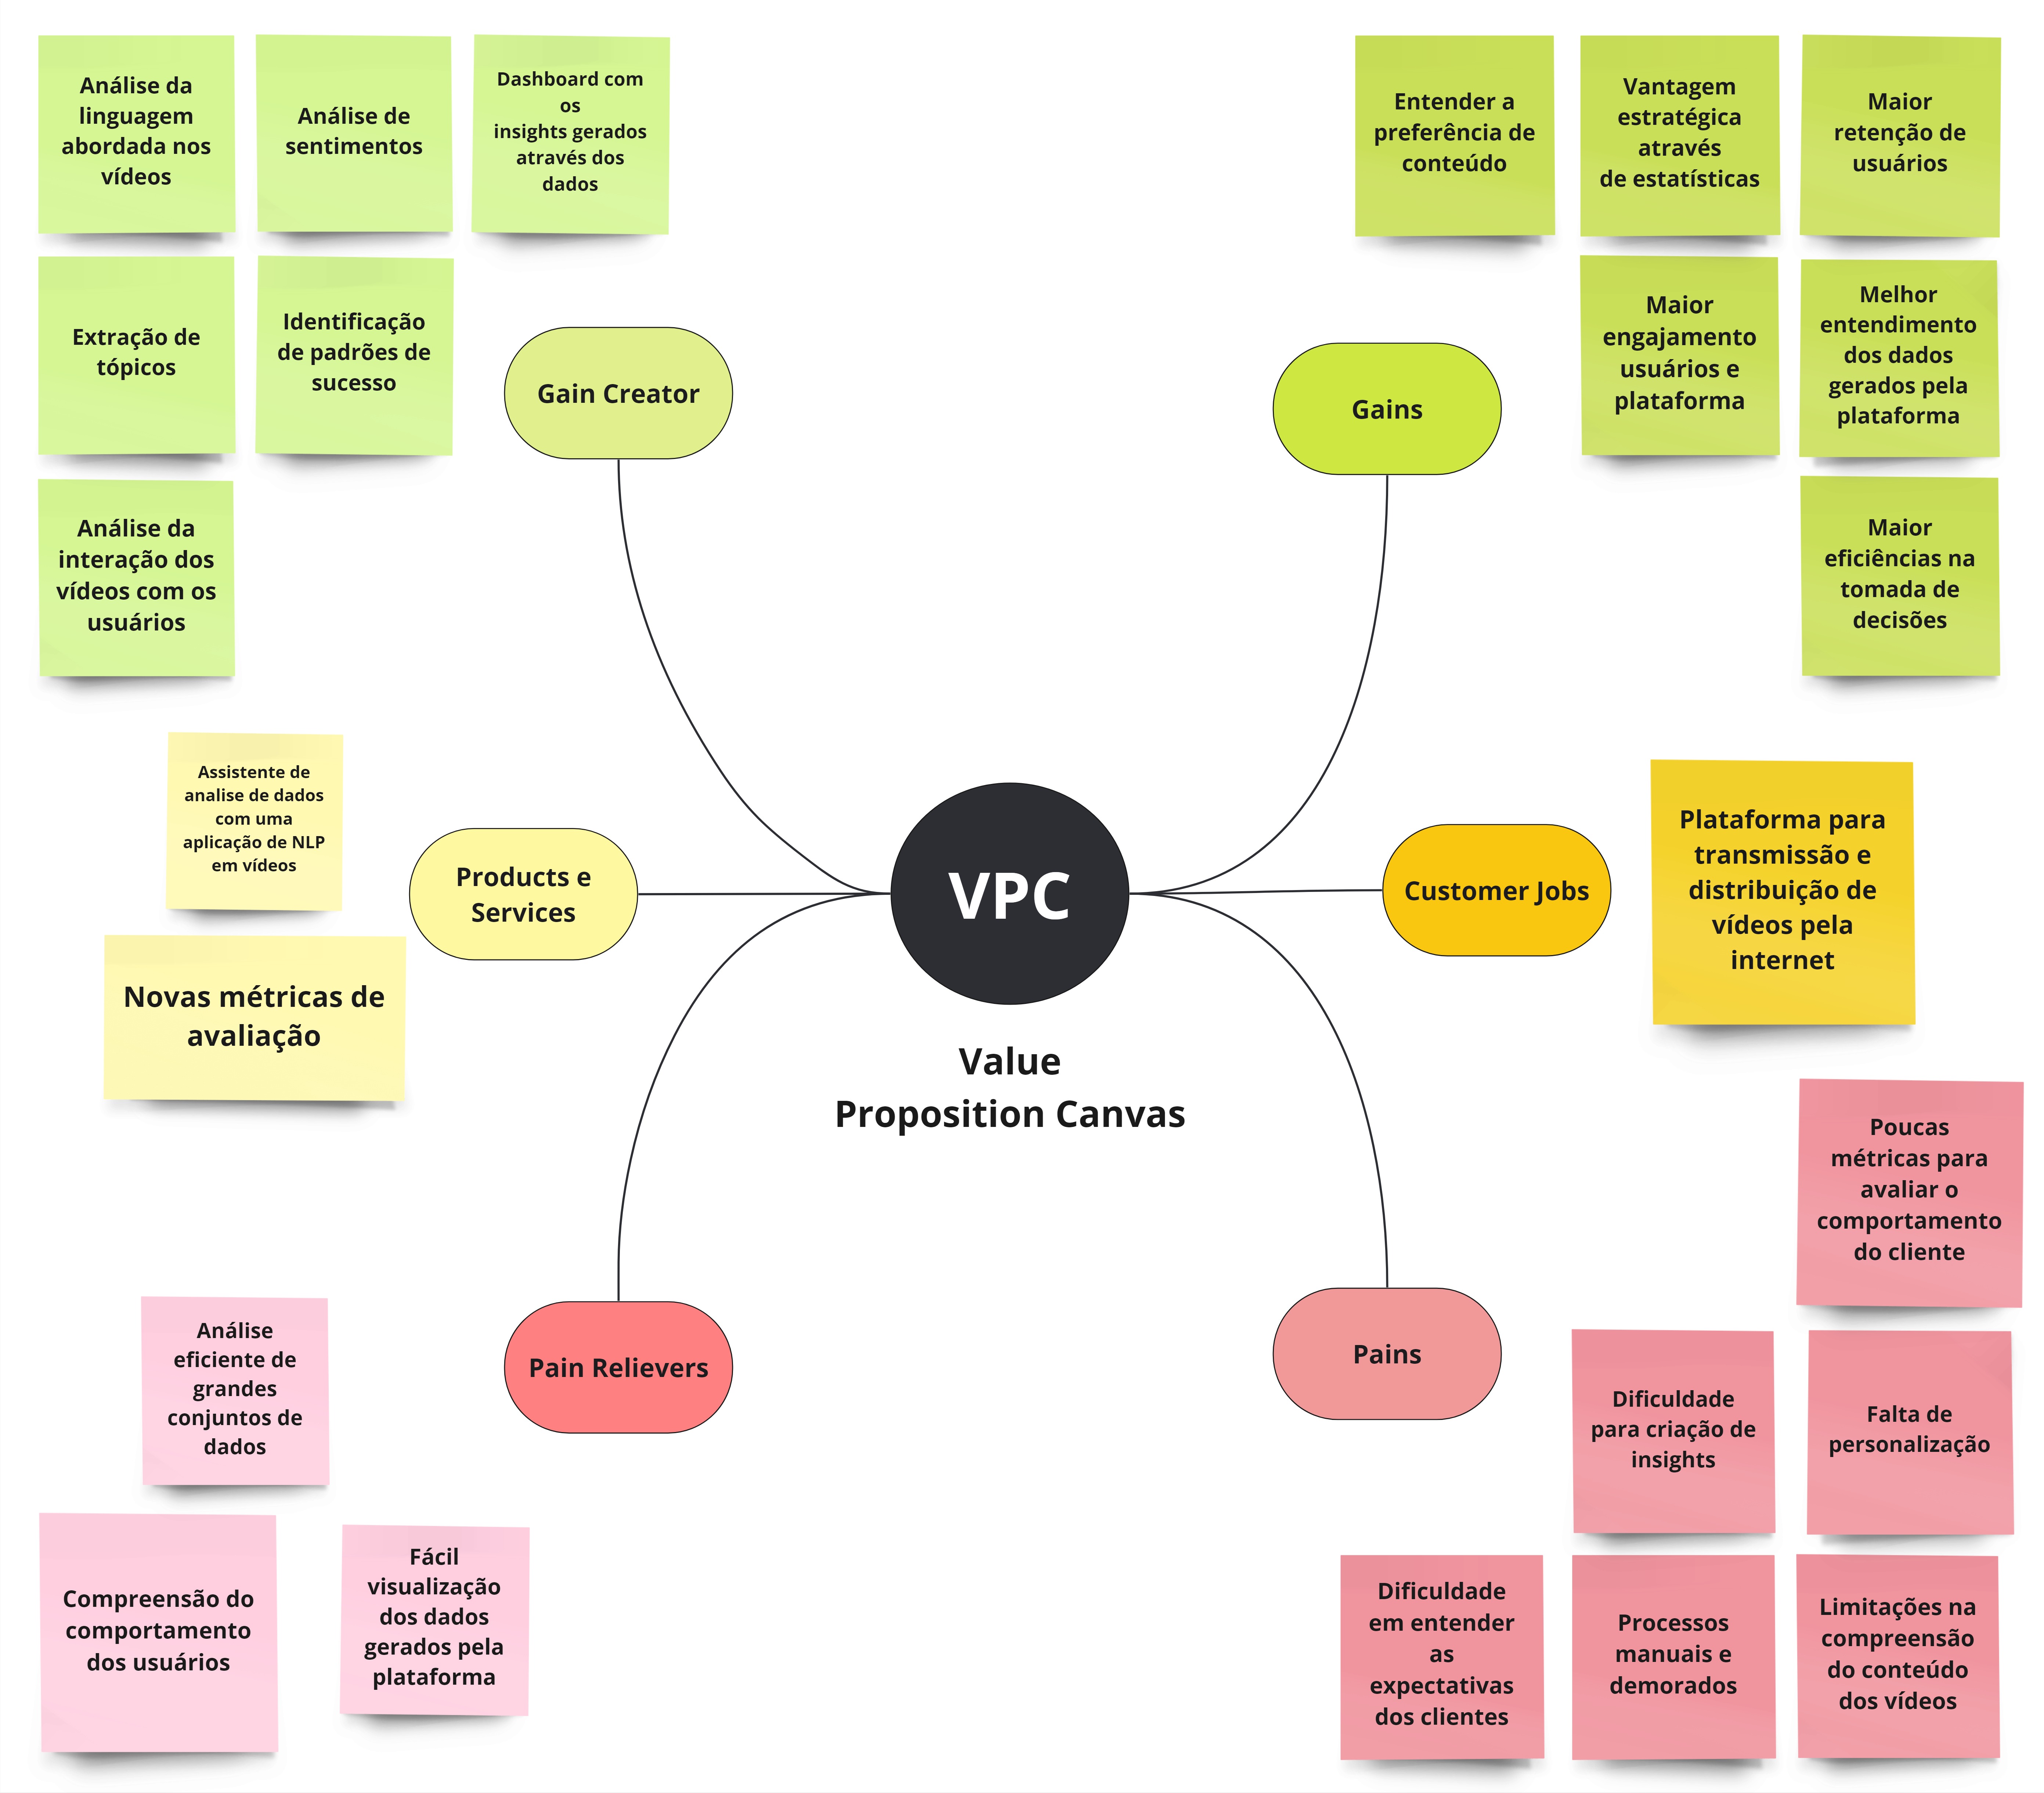 Análise da
linguagem
abordada nos
vídeos
Análise de
sentimentos
Dashboard com
os
insights gerados
através dos
dados
Extração de
tópicos
Identificação
de padrões de
sucesso
Análise da
interação dos
vídeos com os
usuários
Gain Creator
Entender a
preferência de
conteúdo
Vantagem
estratégica
através
de estatísticas
Maior
retenção de
usuários
Maior
engajamento
usuários e
plataforma
Melhor
entendimento
dos dados
gerados pela
plataforma
Maior
eficiências na
tomada de
decisões
Gains
Assistente de
analise de dados
com uma
aplicação de NLP
em vídeos
Novas métricas de
avaliação
Products e
Services
VPC
Value
Proposition Canvas
Customer Jobs
Plataforma para
transmissão e
distribuição de
vídeos pela
internet
Análise
eficiente de
grandes
conjuntos de
dados
Compreensão do
comportamento
dos usuários
Fácil
visualização
dos dados
gerados pela
plataforma
Pain Relievers
Pains
Poucas
métricas para
avaliar o
comportamento
do cliente
Dificuldade
para criação de
insights
Falta de
personalização
Dificuldade
em entender
as
expectativas
dos clientes
Processos
manuais e
demorados
Limitações na
compreensão
do conteúdo
dos vídeos